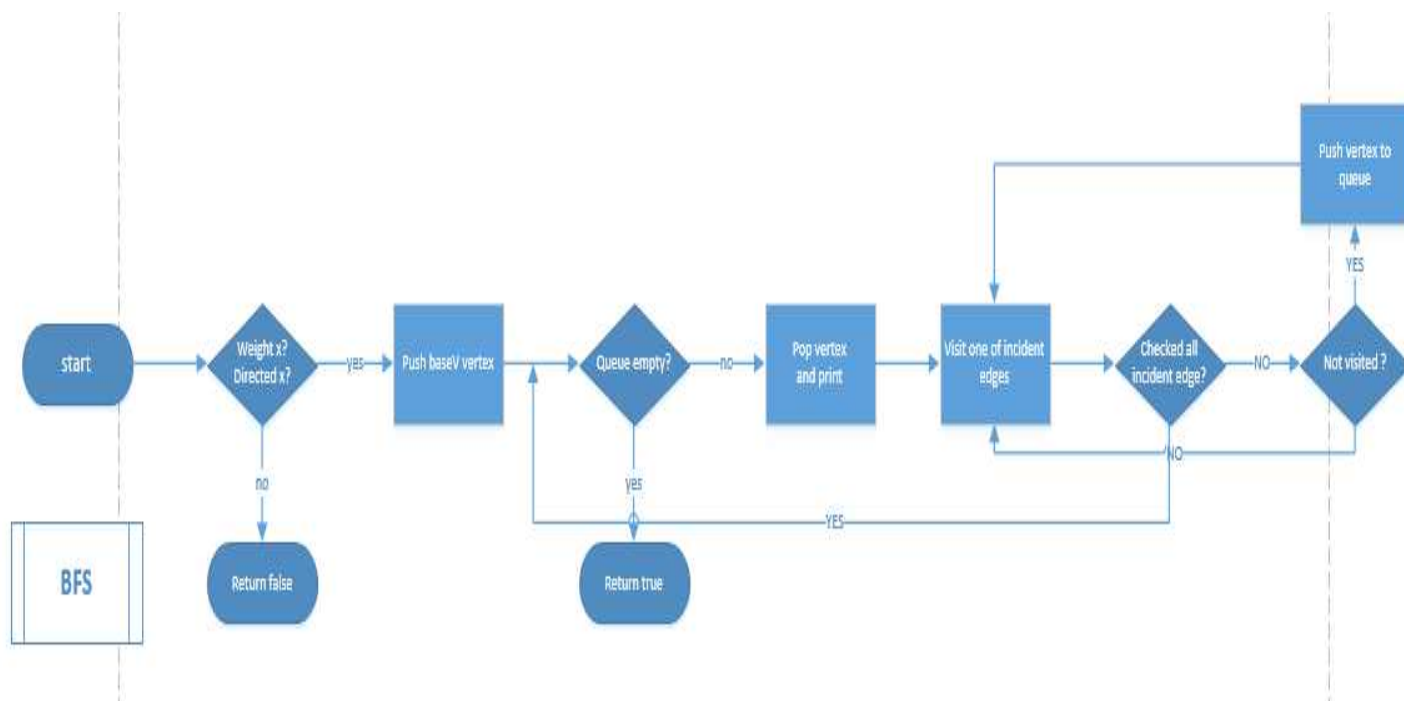 start
Weight x?
Directed x?
yes
Push baseV vertex
Queue empty?
no
Pop vertex
and print
Visit one of incident
edges
Checked all
incident edge?
NO
Not visited ?
YES
Push vertex to
queue
NO
YES
no
Return false
yes
Return true
BFS